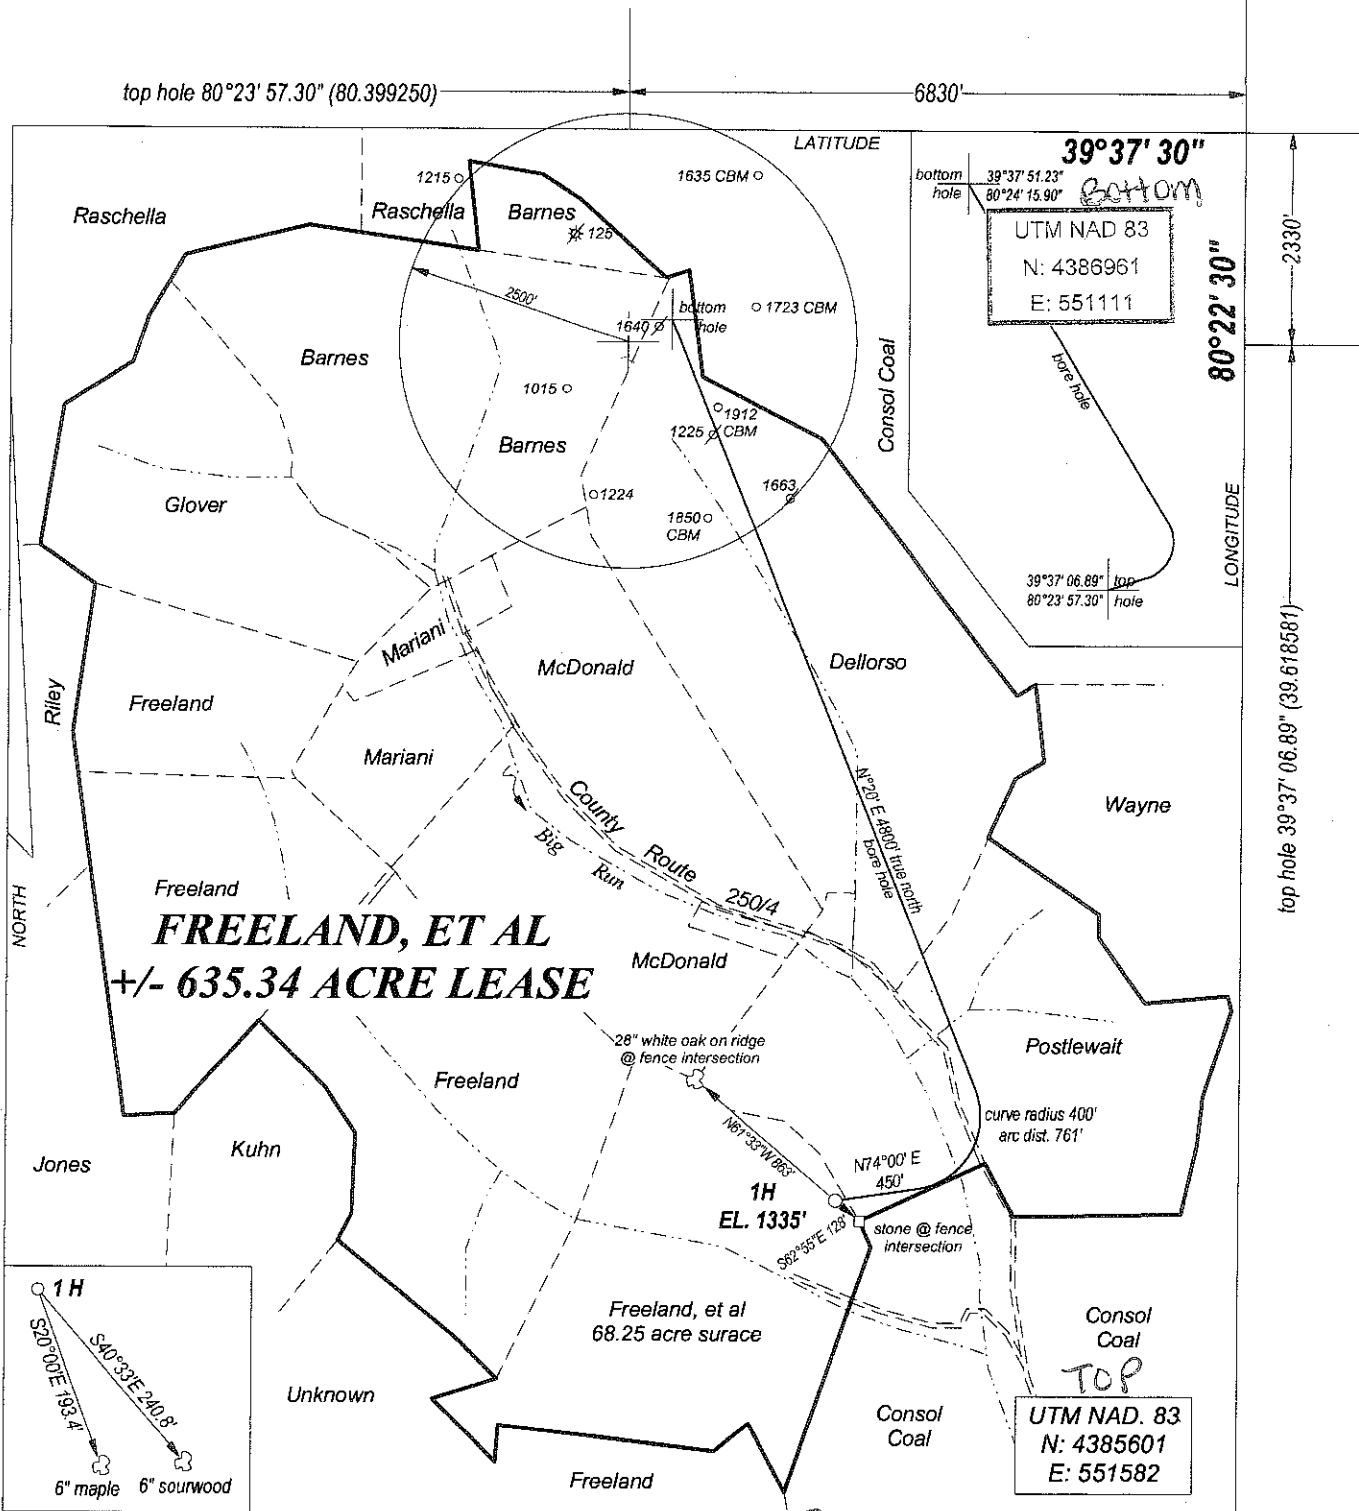 top hole 80°23' 57.30" (80.399250)
6830'
LATITUDE
39°37' 30"
bottom hole
39°37' 51.23"
80°24' 15.90"
Bottom
UTM NAD 83
N: 4386961
E: 551111
80°22' 30"
2330'
1215
1635 CBM
Raschella
Raschella
Barnes
125
2500'
bottom hole
1723 CBM
1640
Barnes
bore hole
Consol Coal
1015
1912 CBM
1225
Barnes
Glover
1224
1663
1850 CBM
LONGITUDE
39°37' 06.89"
80°23' 57.30"
top hole
top hole 39°37' 06.89" (39.618581)
Mariani
McDonald
Dellorso
Riley
Freeland
Mariani
N°20' E 4800' true north
bore hole
Wayne
County Route 250/4
Big Run
Freeland
NORTH
FREELAND, ET AL
+/- 635.34 ACRE LEASE
McDonald
28" white oak on ridge
@ fence intersection
Postlewait
Freeland
curve radius 400'
arc dist. 761'
N61°33"W 863'
Kuhn
Jones
N74°00' E
450'
1H
EL. 1335'
S62°55"E 128'
stone @ fence
intersection
1 H
S20°00'E 193.4'
S40°33'E 240.8'
6" maple
6" sourwood
Freeland, et al
68.25 acre surace
Consol
Coal
Unknown
TOP
UTM NAD. 83
N: 4385601
E: 551582
Consol
Coal
Freeland